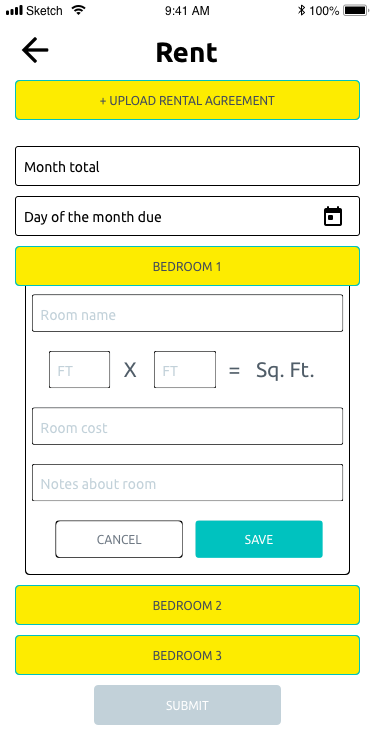 Sketch 9:41 AM 100%
Rent
+ UPLOAD RENTAL AGREEMENT
Month total
Day of the month due
BEDROOM 1
Room name
FT X FT = Sq. Ft.
Room cost
Notes about room
CANCEL SAVE
BEDROOM 2
BEDROOM 3
SUBMIT